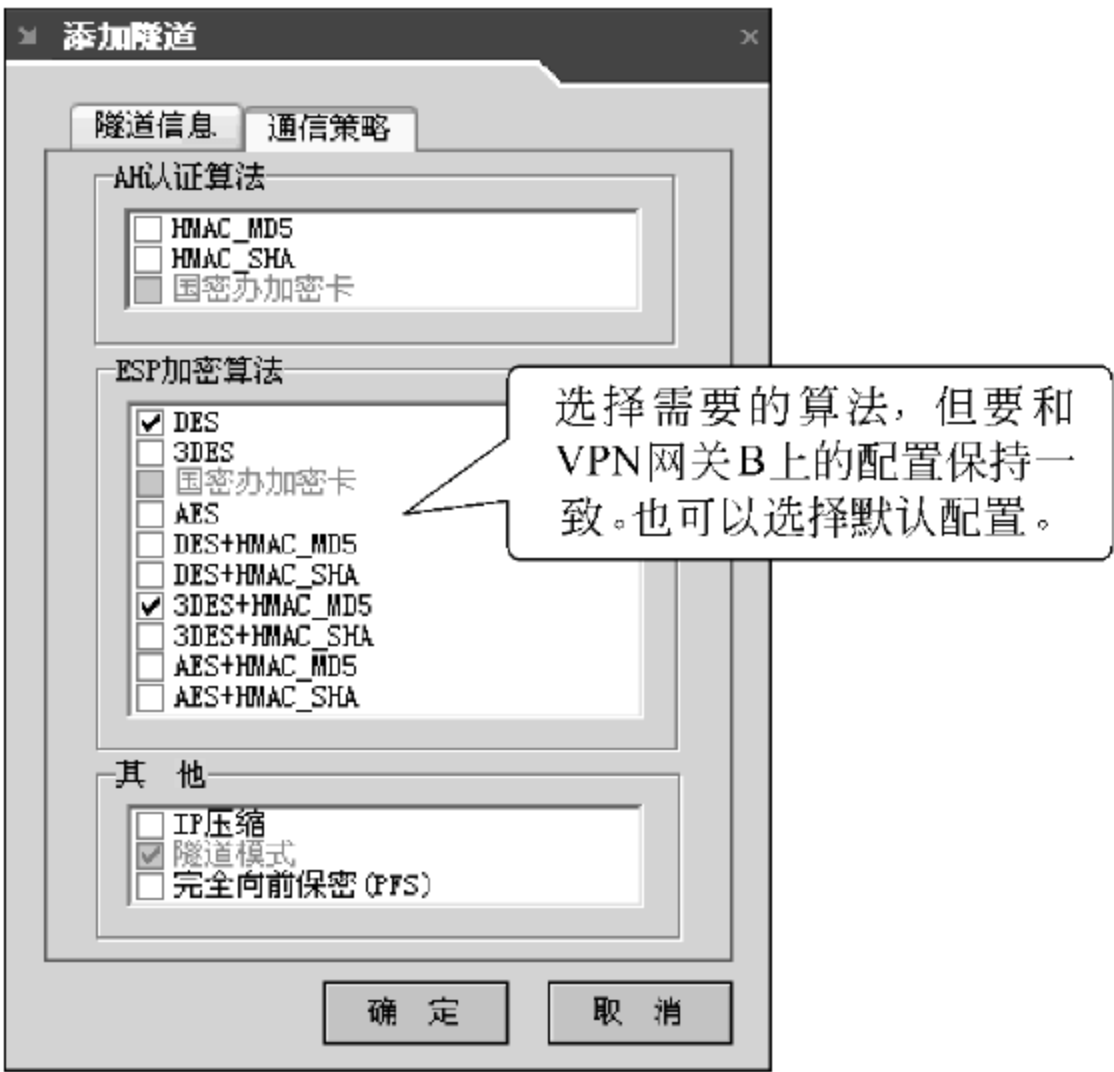 添加隧道
隧道信息
通信策略
AH认证算法
HMAC_MD5
HMAC_SHA
国密办加密卡
ESP加密算法
DES
3DES
国密办加密卡
AES
DES+HMAC_MD5
DES+HMAC_SHA
3DES+HMAC_MD5
3DES+HMAC_SHA
AES+HMAC_MD5
AES+HMAC_SHA
选择需要的算法，但要和
VPN网关B上的配置保持一
致。也可以选择默认配置。
其 他
IP压缩
隧道模式
完全向前保密(PFS)
确 定
取 消